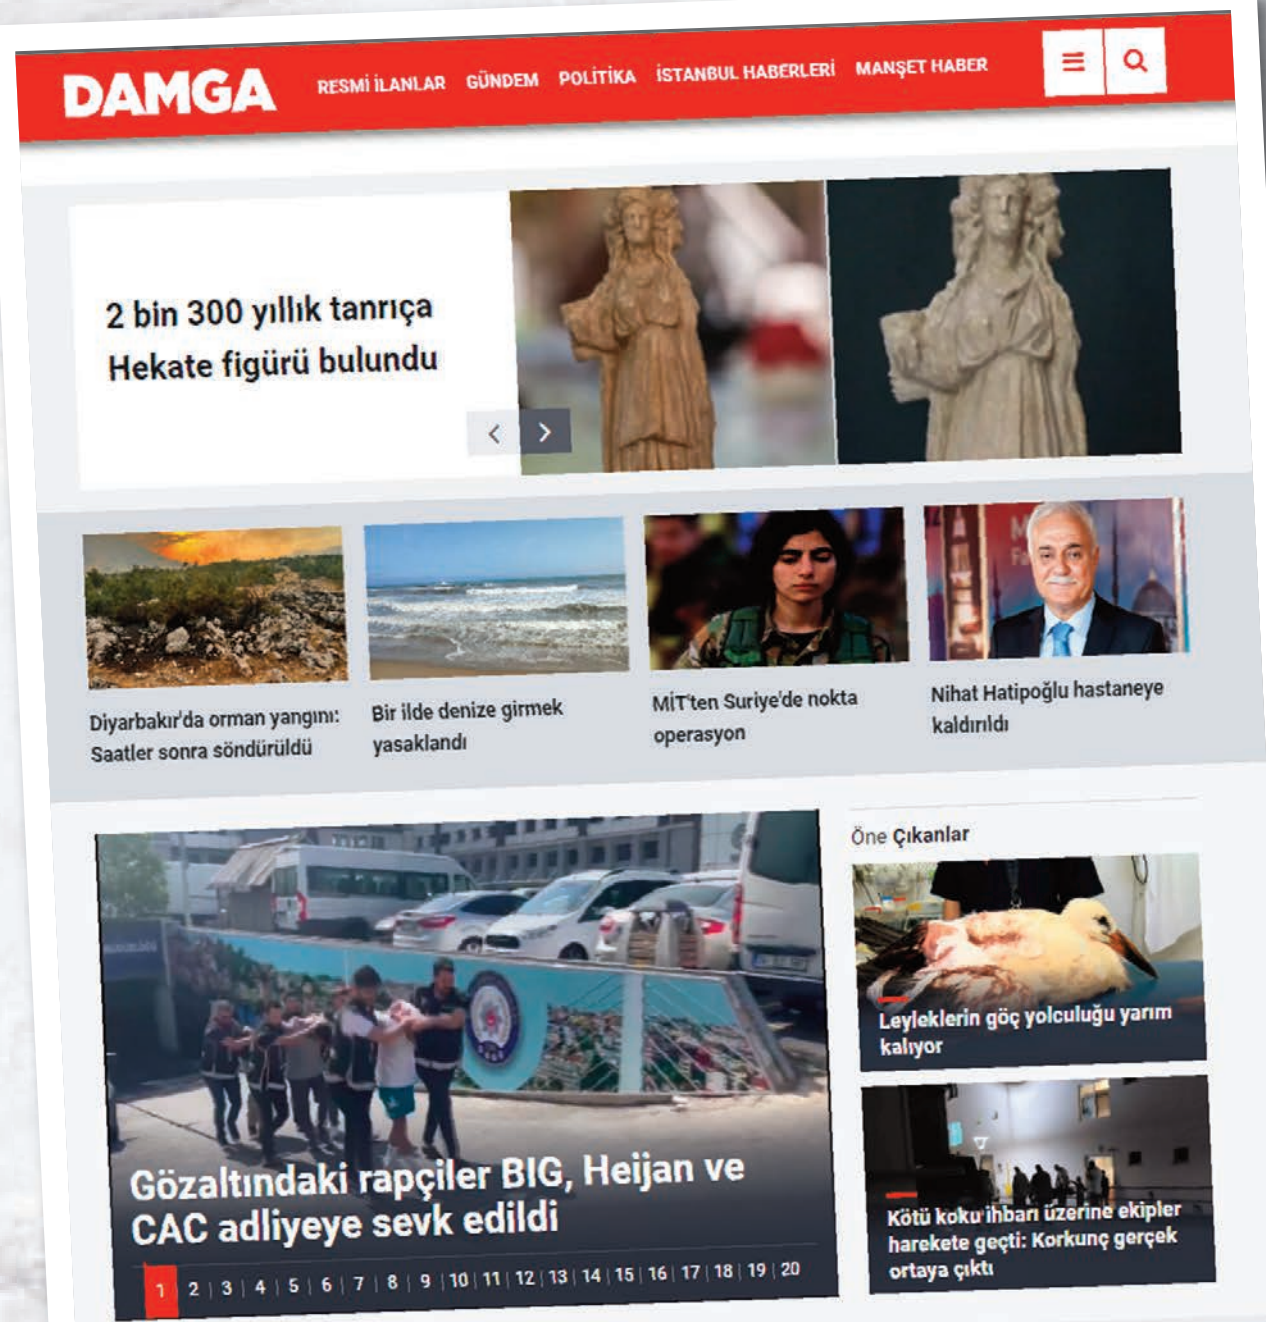 DAMGA
RESMİ İLANLAR GÜNDEM POLİTİKA İSTANBUL HABERLERİ MANŞET HABER
2 bin 300 yıllık tanrıça
Hekate figürü bulundu
Diyarbakır'da orman yangını:
Saatler sonra söndürüldü
Bir ilde denize girmek
yasaklandı
MİT'ten Suriye'de nokta
operasyon
Nihat Hatipoğlu hastaneye
kaldırıldı
Gözaltındaki rapçiler BIG, Heijan ve
CAC adliyeye sevk edildi
1 2 3 4 5 6 7 8 9 10 11 12 13 14 15 16 17 18 19 20
Öne Çıkanlar
Leyleklerin göç yolculuğu yarım
kalıyor
Kötü koku ihbarı üzerine ekipler
harekete geçti: Korkunç gerçek
ortaya çıktı